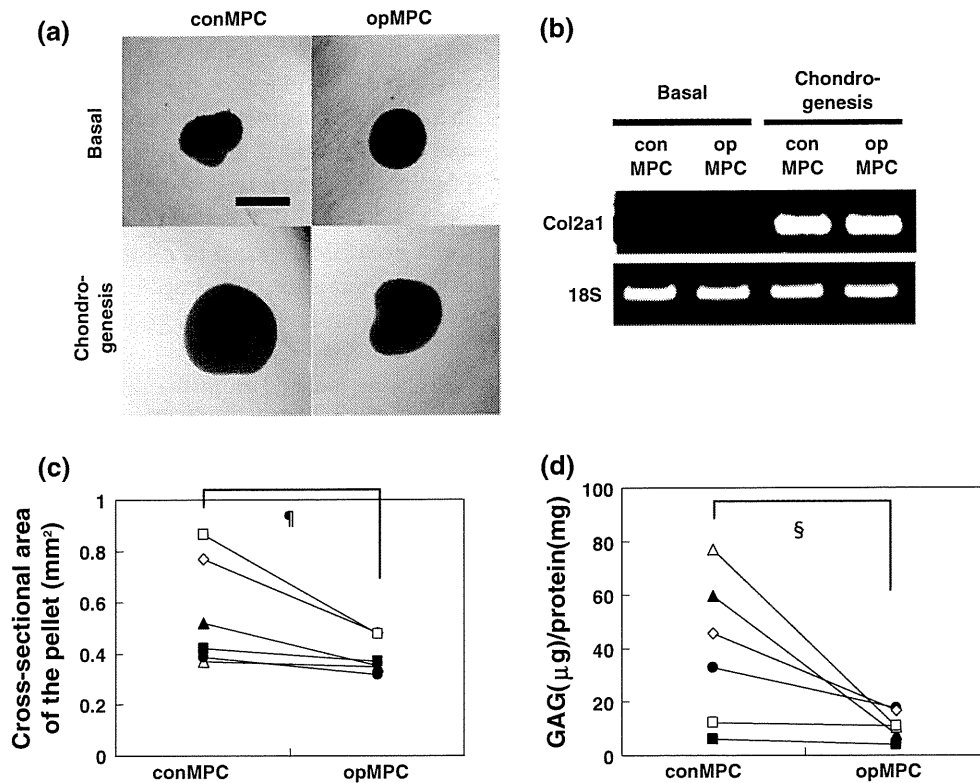 (a)
conMPC
opMPC
Basal
Chondro-
genesis
(b)
Basal
Chondro-
genesis
con
MPC
op
MPC
con
MPC
op
MPC
Col2a1
18S
(c)
Cross-sectional area
of the pellet (mm²)
1
0.8
0.6
0.4
0.2
0
¶
conMPC
opMPC
(d)
GAG(μg)/protein(mg)
100
80
60
40
20
0
§
conMPC
opMPC